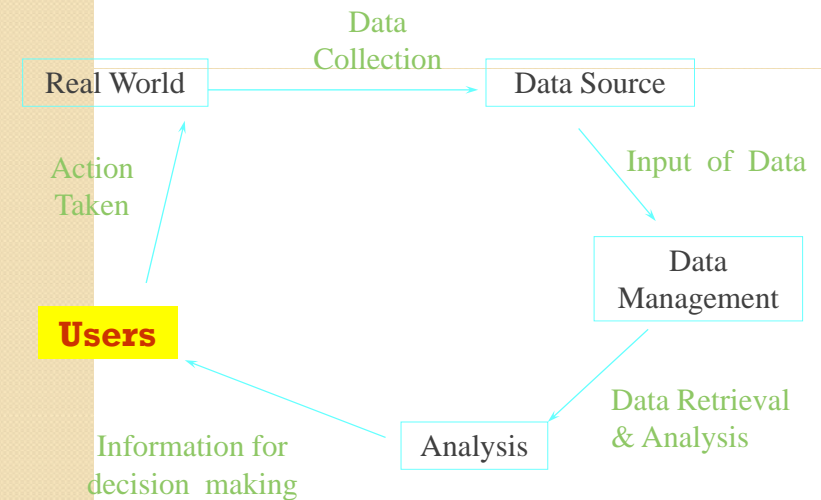 Data
Collection
Real World
Data Source
Action
Taken
Input of Data
Data
Management
Users
Data Retrieval
& Analysis
Analysis
Information for
decision making